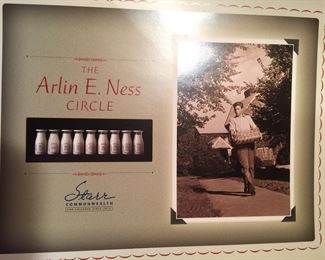 THE
Arlin E. Ness
CIRCLE
Starr
COMMONWEALTH